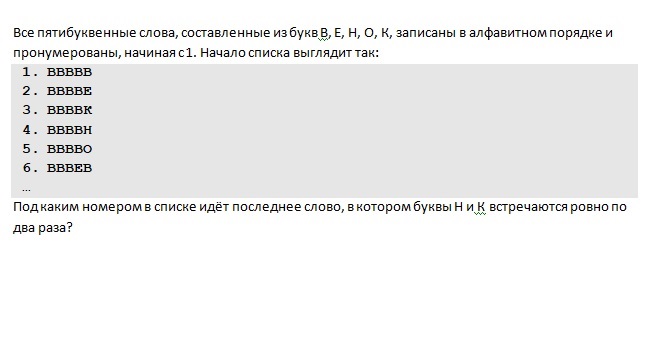 Все пятибуквенные слова, составленные из букв В, Е, Н, О, К, записаны в алфавитном порядке и
пронумерованы, начиная с 1. Начало списка выглядит так:
1. ВВВВВ
2. ВВВВЕ
3. ВВВВК
4. ВВВВН
5. ВВВВО
6. ВВВЕВ
…
Под каким номером в списке идёт последнее слово, в котором буквы Н и К встречаются ровно по
два раза?